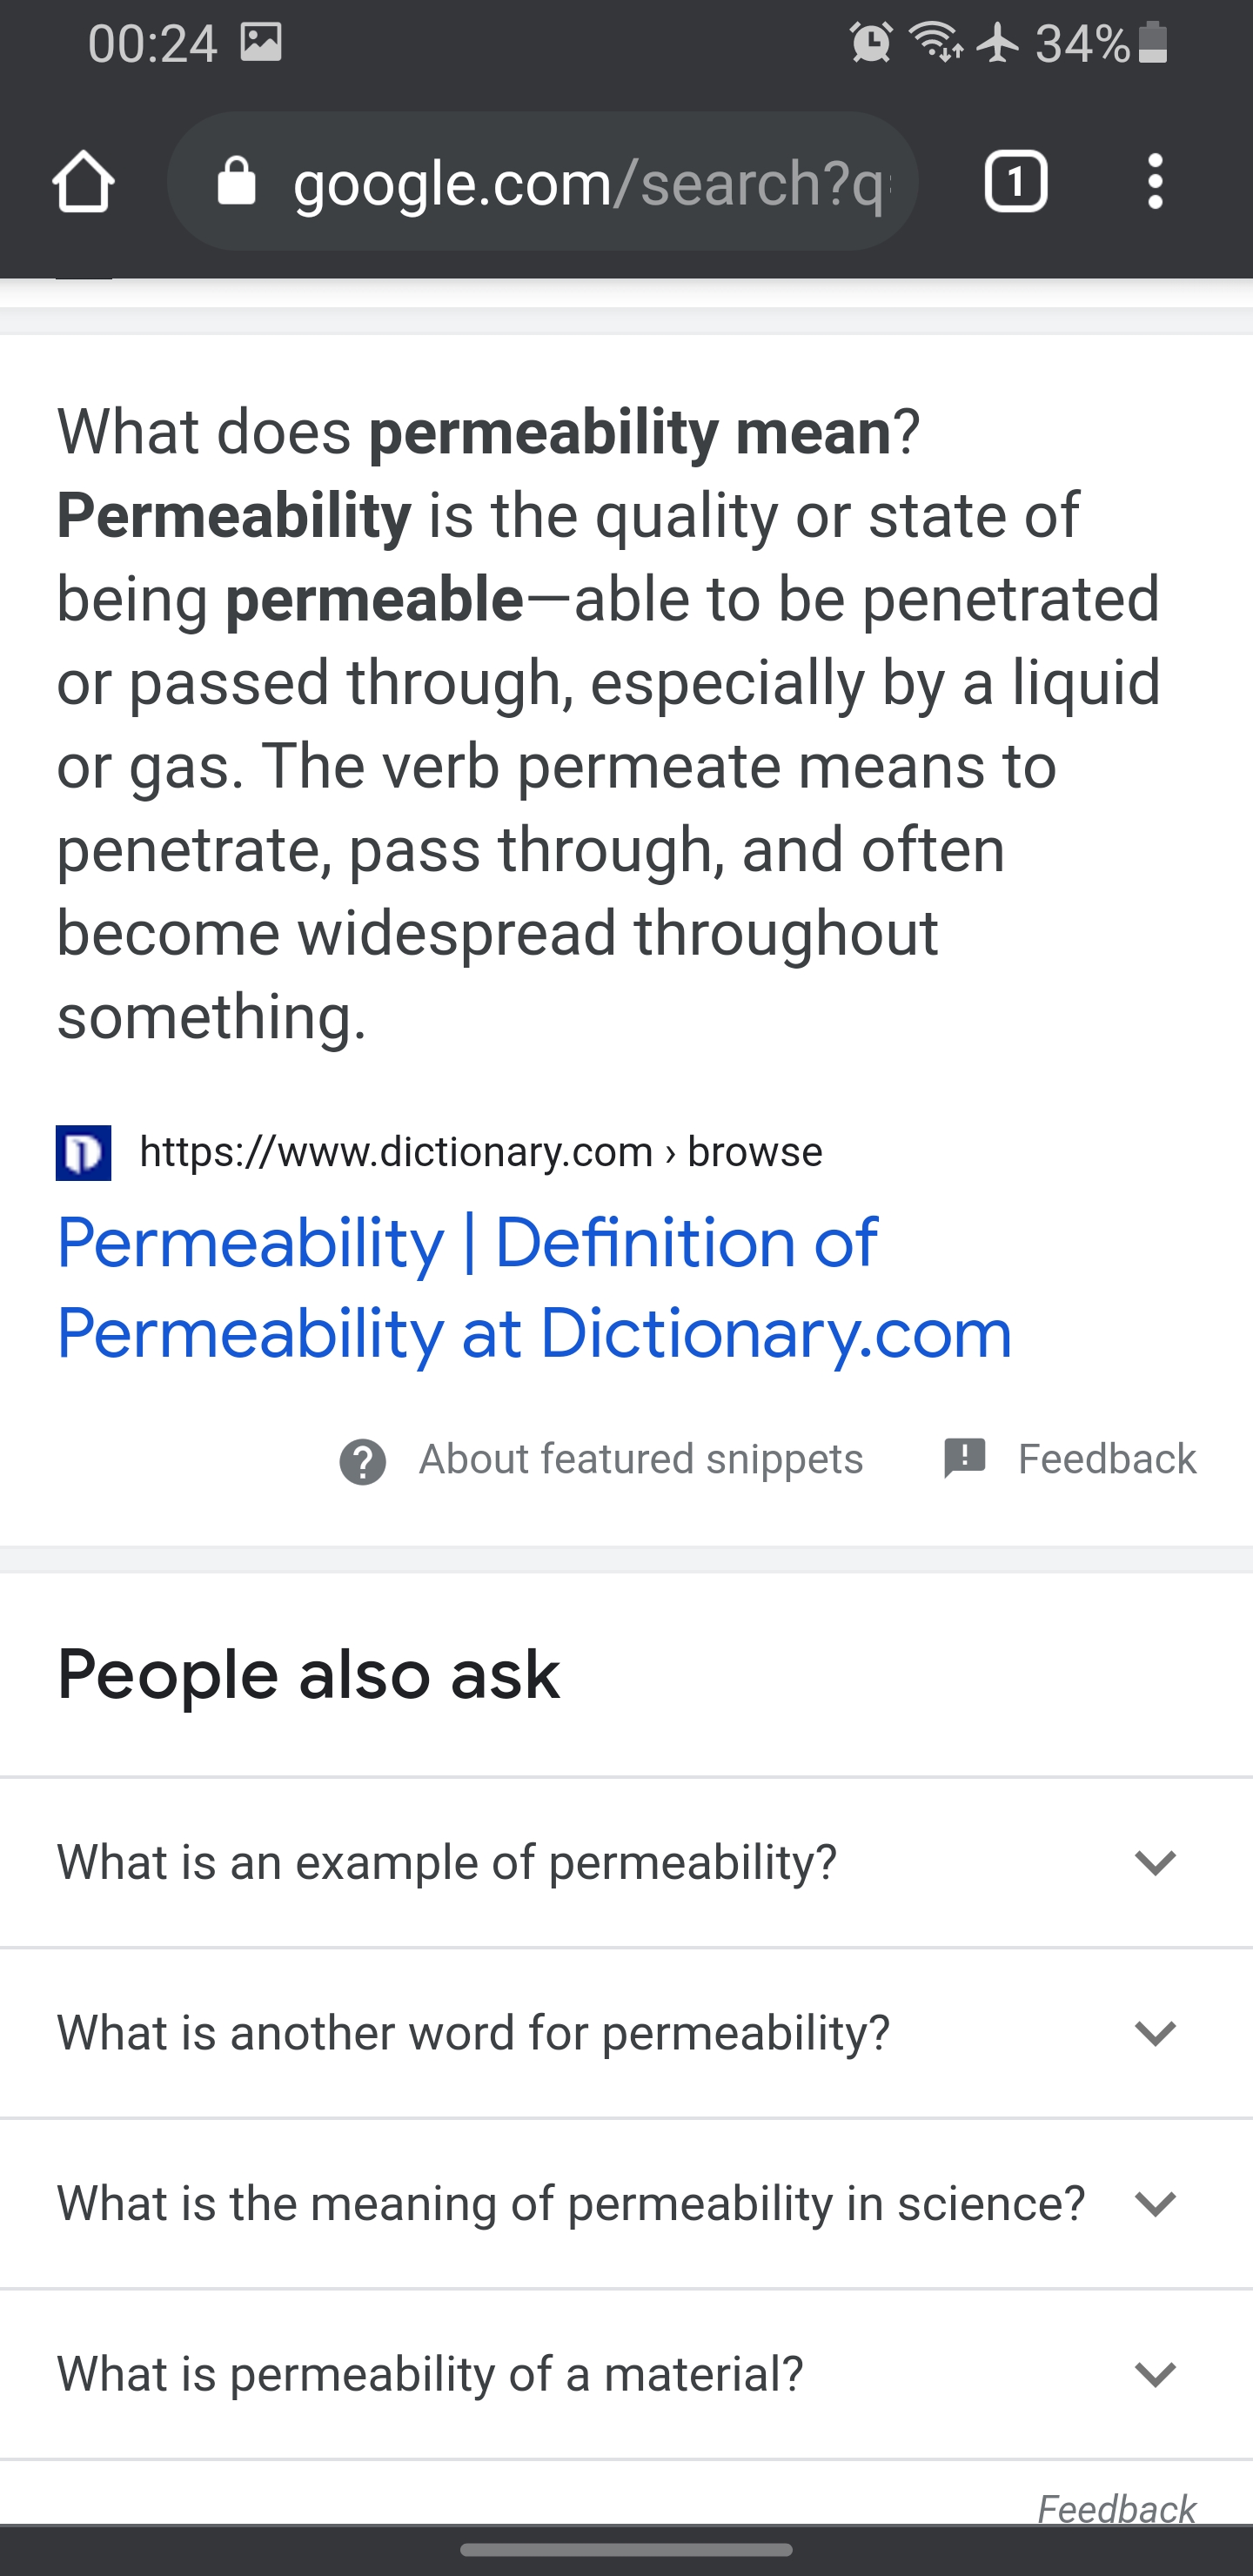 00:24 34%
google.com/search?q
1
What does permeability mean?
Permeability is the quality or state of
being permeable—able to be penetrated
or passed through, especially by a liquid
or gas. The verb permeate means to
penetrate, pass through, and often
become widespread throughout
something.
https://www.dictionary.com › browse
Permeability | Definition of
Permeability at Dictionary.com
About featured snippets Feedback
People also ask
What is an example of permeability?
What is another word for permeability?
What is the meaning of permeability in science?
What is permeability of a material?
Feedback